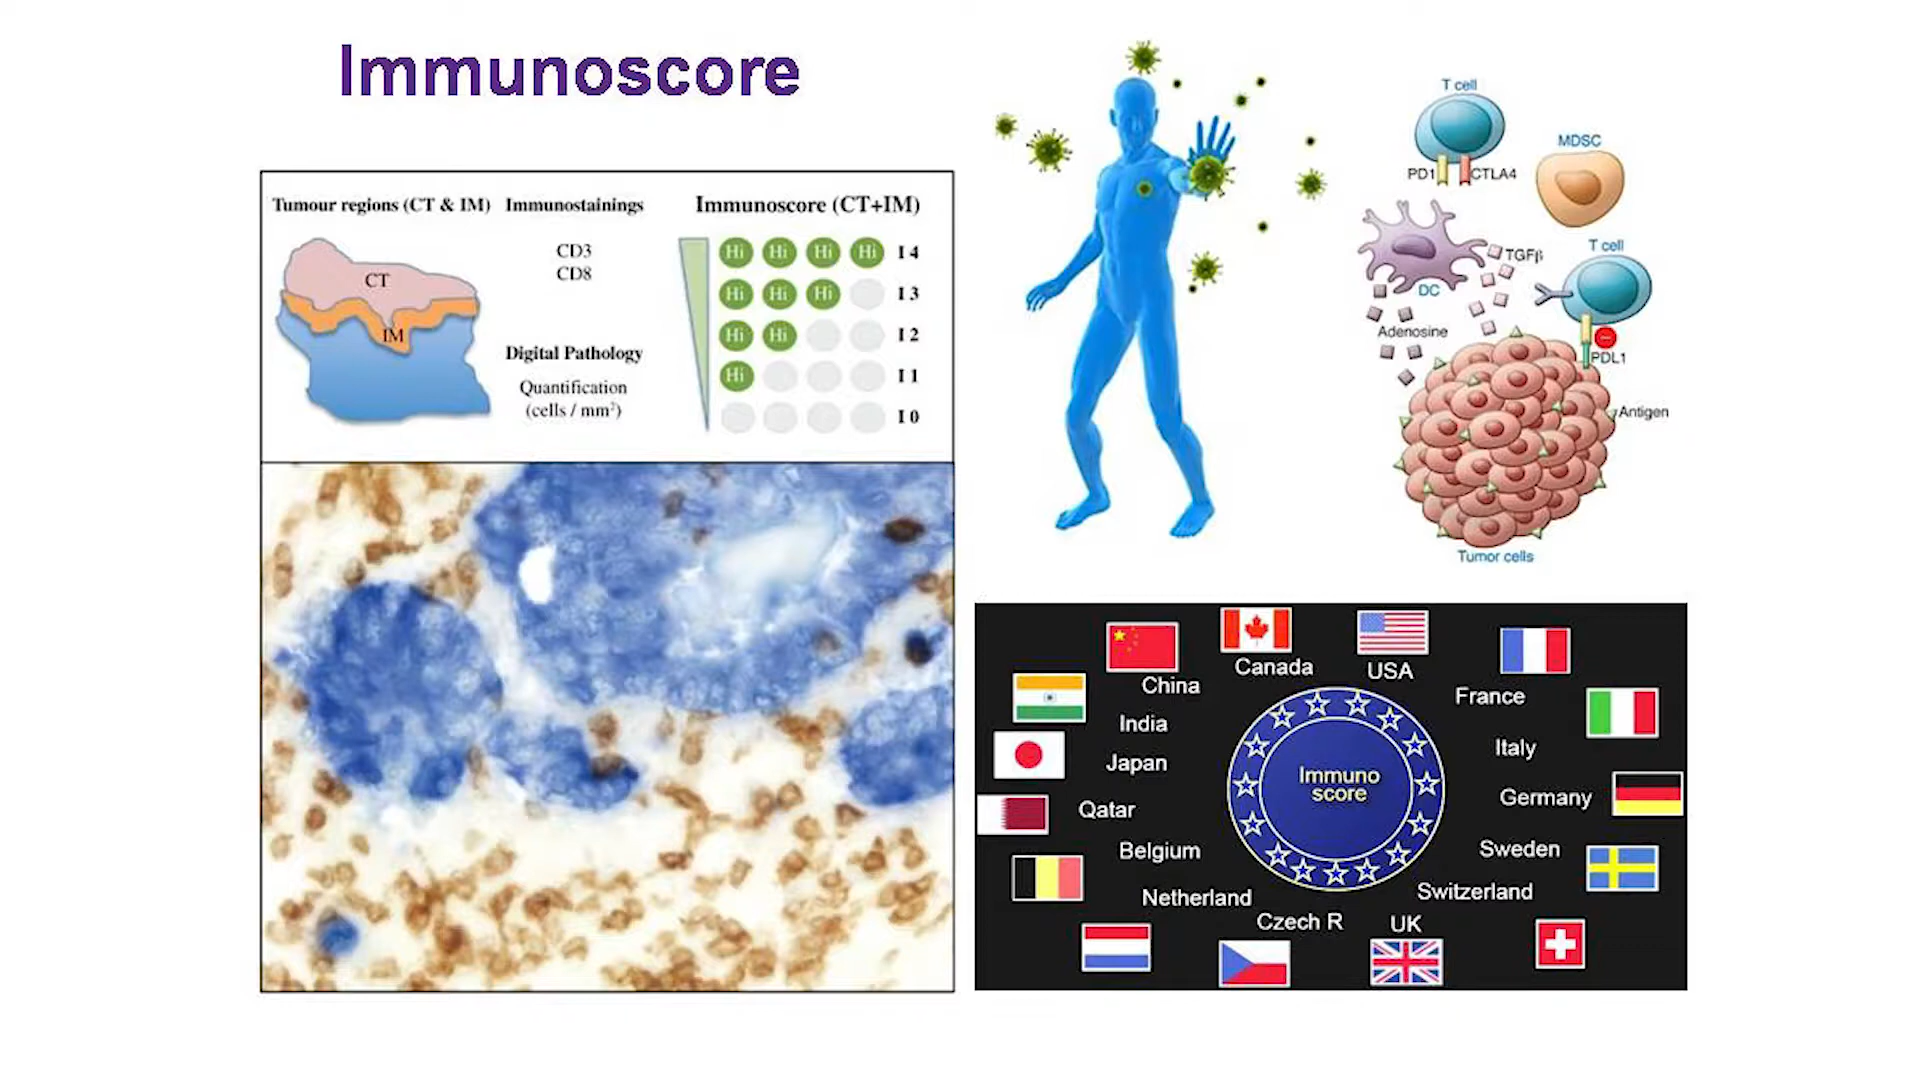 Immunoscore
Tumour regions (CT & IM)
CT
IM
Immunostainings
CD3
CD8
Digital Pathology
Quantification
(cells / mm²)
Immunoscore (CT+IM)
Hi Hi Hi Hi I 4
Hi Hi Hi I 3
Hi Hi I 2
Hi I 1
I 0
T cell
PD1
CTLA4
MDSC
DC
TGFβ
T cell
Adenosine
PDL1
Antigen
Tumor cells
Canada
USA
China
France
India
Italy
Japan
Immuno
score
Germany
Qatar
Belgium
Sweden
Netherland
Switzerland
Czech R
UK